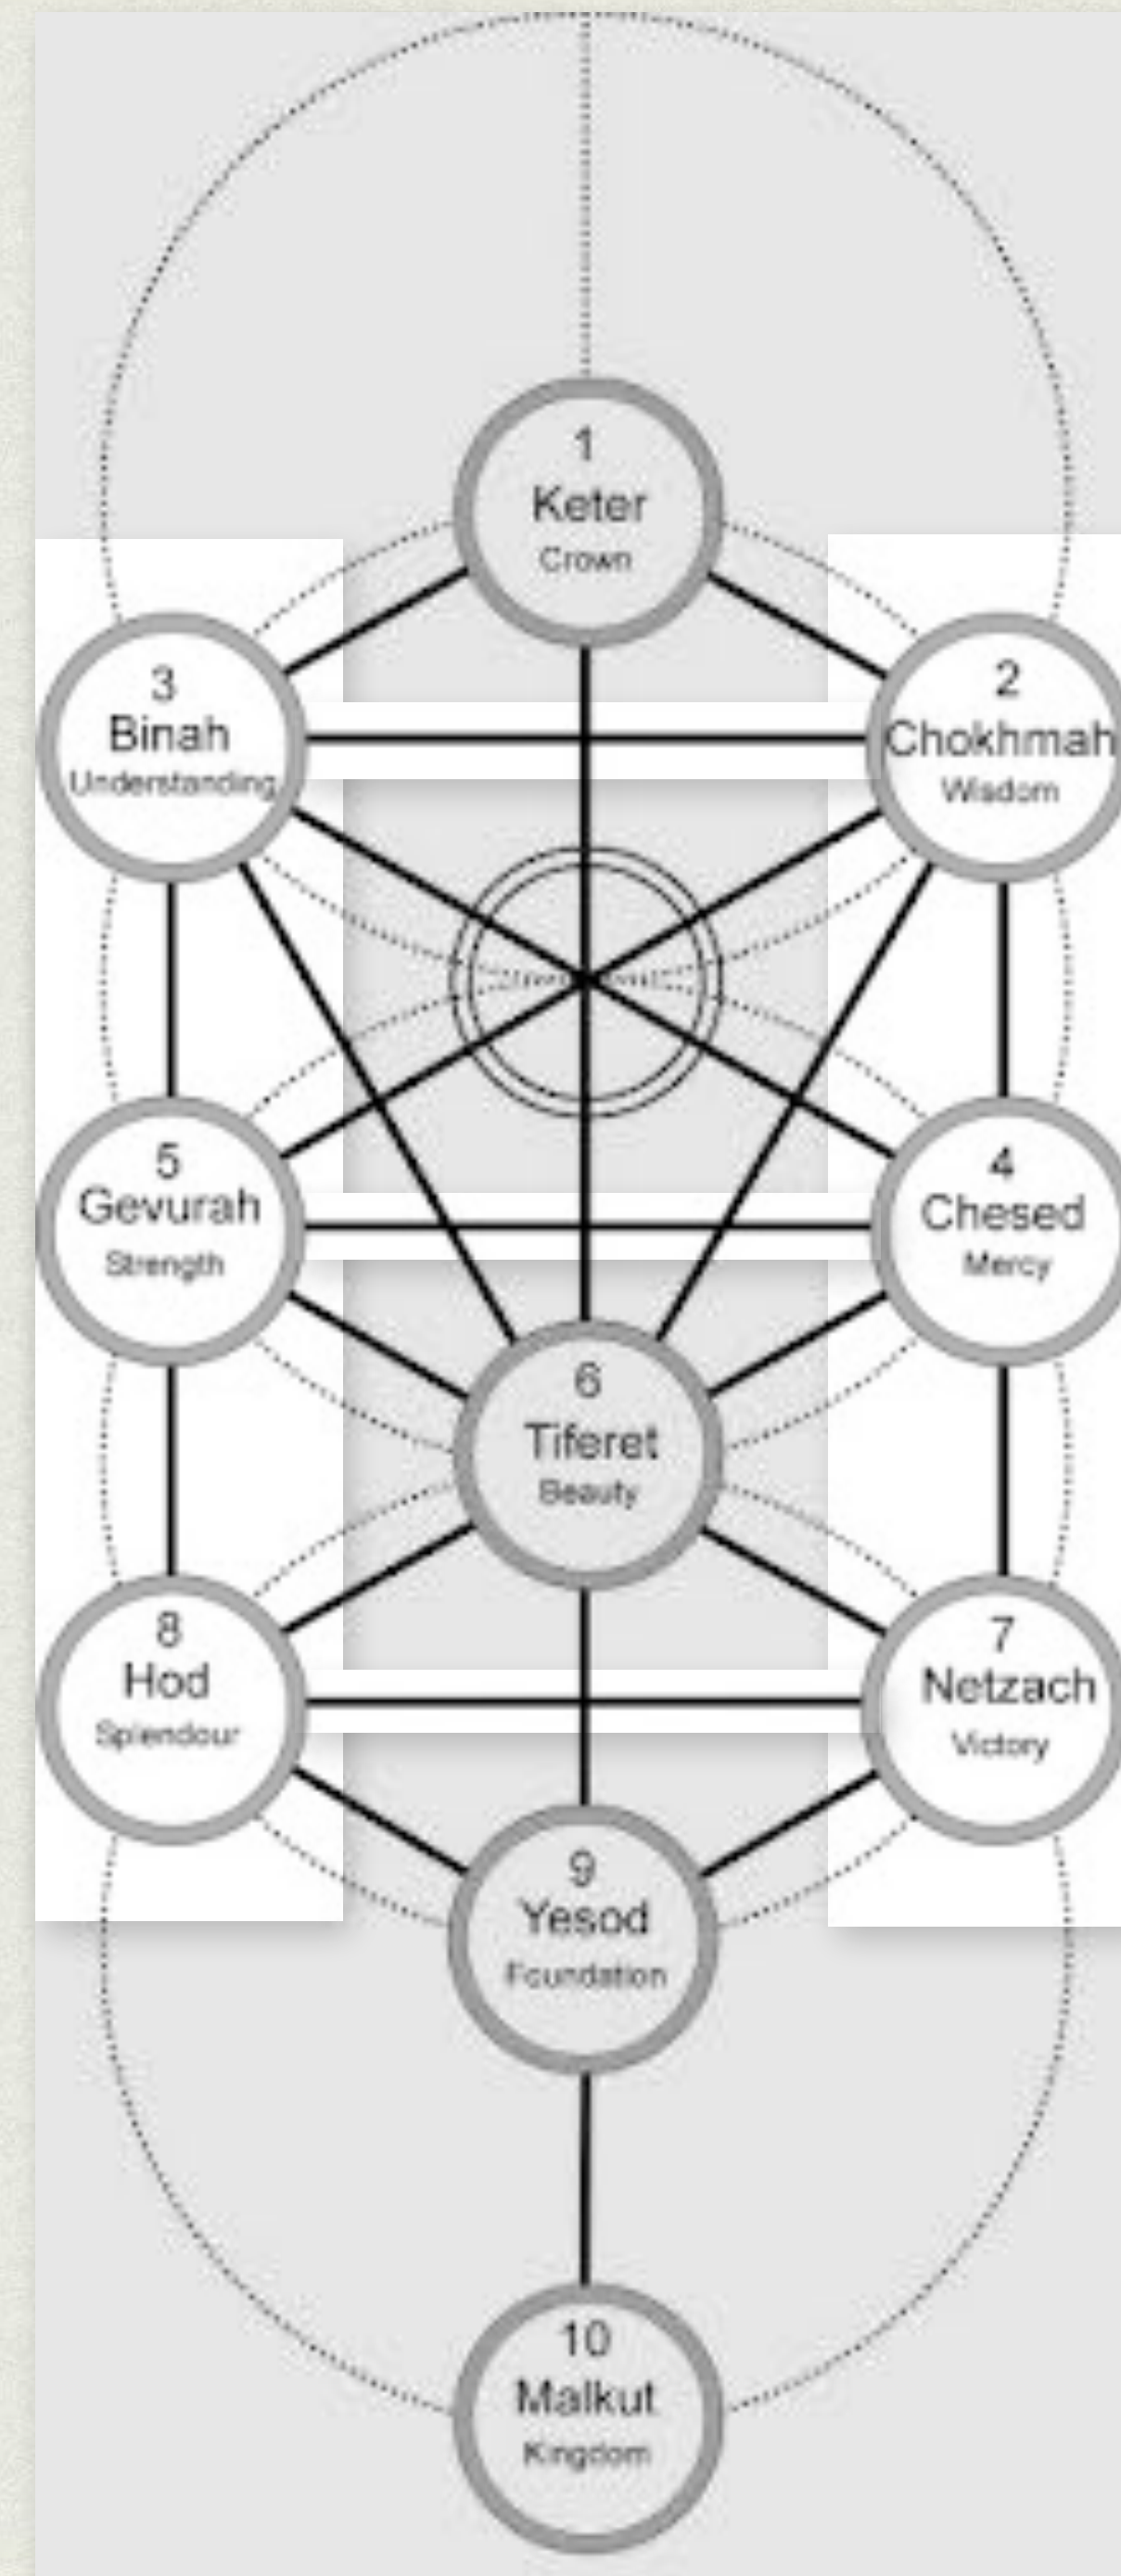 1
Keter
Crown
3
Binah
Understanding
2
Chokhmah
Wisdom
5
Gevurah
Strength
4
Chesed
Mercy
6
Tiferet
Beauty
8
Hod
Splendour
7
Netzach
Victory
9
Yesod
Foundation
10
Malkut
Kingdom